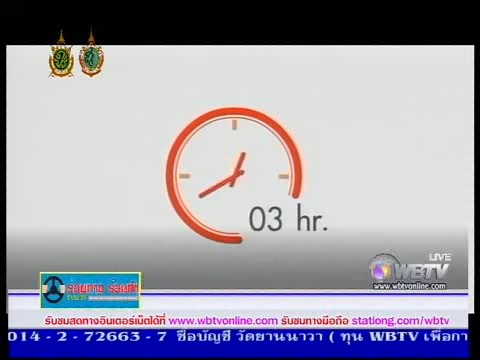 03 hr.
LIVE
WBTV
www.wbtvonline.com
รับชมสดทางอินเตอร์เน็ตได้ที่ www.wbtvonline.com รับชมทางมือถือ stationg.com/wbtv
014 - 2 - 72663 - 7 ชื่อบัญชี วัดยานนาวา ( ทุน WBTV เพื่อกา